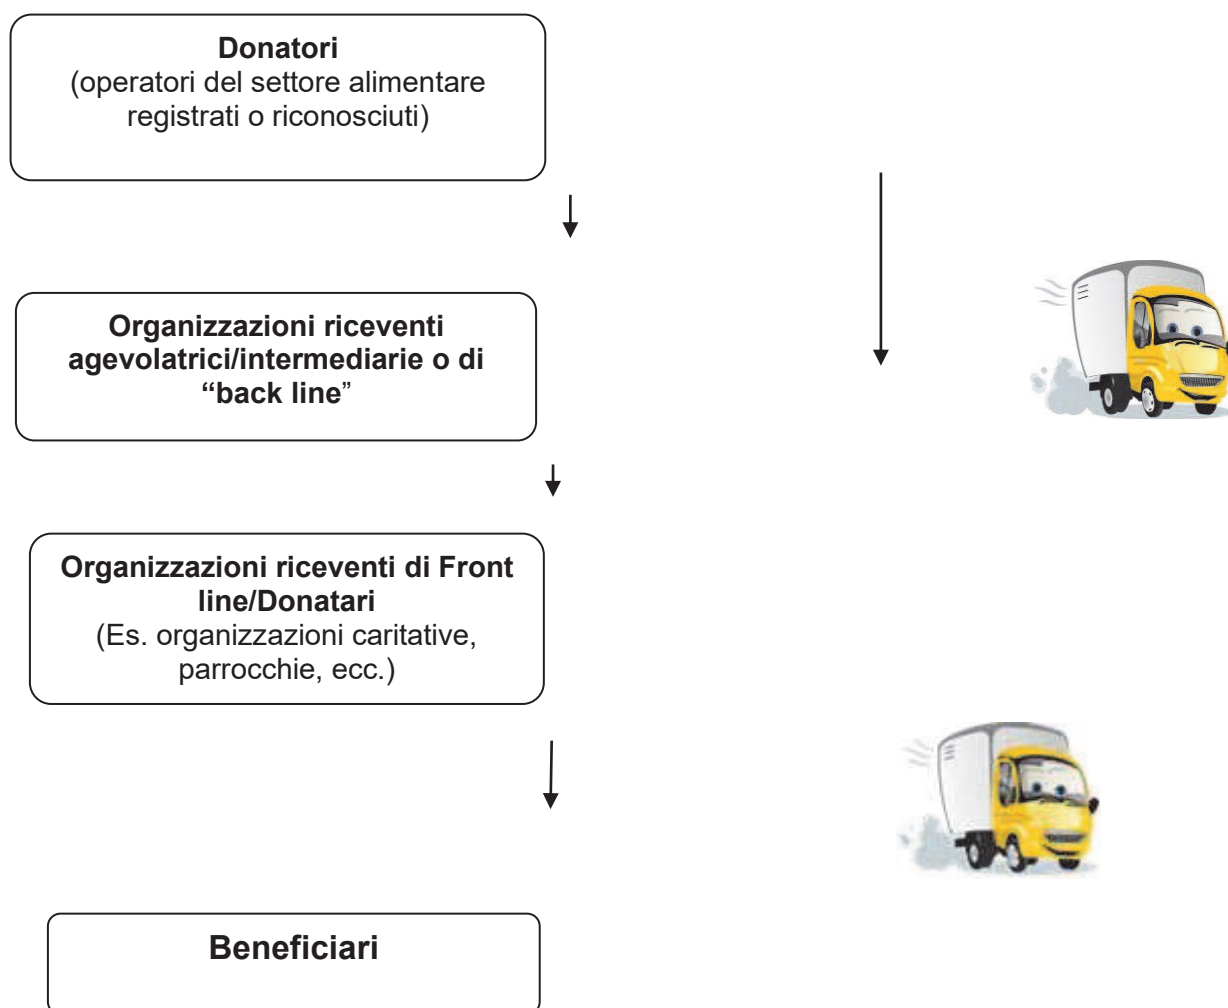 Donatori
(operatori del settore alimentare
registrati o riconosciuti)
Organizzazioni riceventi
agevolatrici/intermediarie o di
“back line”
Organizzazioni riceventi di Front
line/Donatari
(Es. organizzazioni caritative,
parrocchie, ecc.)
Beneficiari